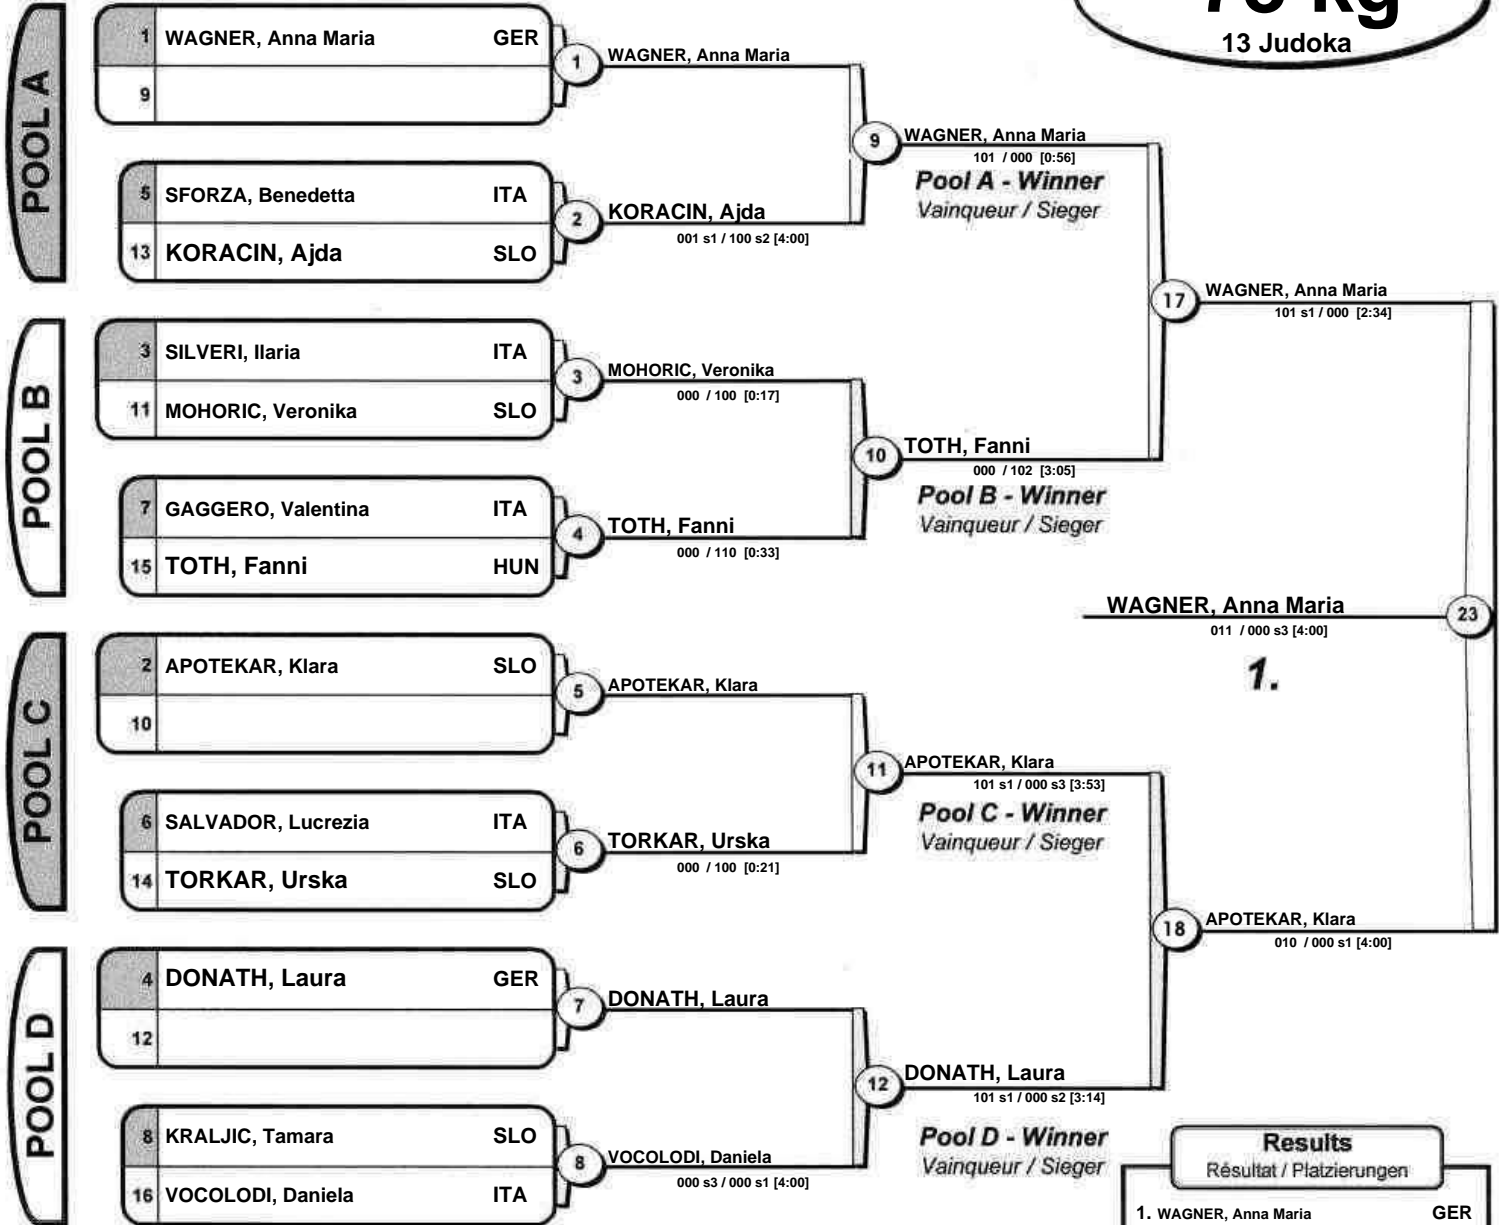 POOL A
1 WAGNER, Anna Maria GER
9
5 SFORZA, Benedetta ITA
13 KORACIN, Ajda SLO
1 WAGNER, Anna Maria
2 KORACIN, Ajda
001 s1 / 100 s2 [4:00]
9 WAGNER, Anna Maria
101 / 000 [0:56]
Pool A - Winner
Vainqueur / Sieger
kg
13 Judoka
POOL B
3 SILVERI, Ilaria ITA
11 MOHORIC, Veronika SLO
7 GAGGERO, Valentina ITA
15 TOTH, Fanni HUN
3 MOHORIC, Veronika
000 / 100 [0:17]
4 TOTH, Fanni
000 / 110 [0:33]
10 TOTH, Fanni
000 / 102 [3:05]
Pool B - Winner
Vainqueur / Sieger
17 WAGNER, Anna Maria
101 s1 / 000 [2:34]
WAGNER, Anna Maria 23
011 / 000 s3 [4:00]
1.
POOL C
2 APOTEKAR, Klara SLO
10
6 SALVADOR, Lucrezia ITA
14 TORKAR, Urska SLO
5 APOTEKAR, Klara
6 TORKAR, Urska
000 / 100 [0:21]
11 APOTEKAR, Klara
101 s1 / 000 s3 [3:53]
Pool C - Winner
Vainqueur / Sieger
18 APOTEKAR, Klara
010 / 000 s1 [4:00]
POOL D
4 DONATH, Laura GER
12
8 KRALJIC, Tamara SLO
16 VOCOLODI, Daniela ITA
7 DONATH, Laura
8 VOCOLODI, Daniela
000 s3 / 000 s1 [4:00]
12 DONATH, Laura
101 s1 / 000 s2 [3:14]
Pool D - Winner
Vainqueur / Sieger
Results
Résultat / Platzierungen
1. WAGNER, Anna Maria GER